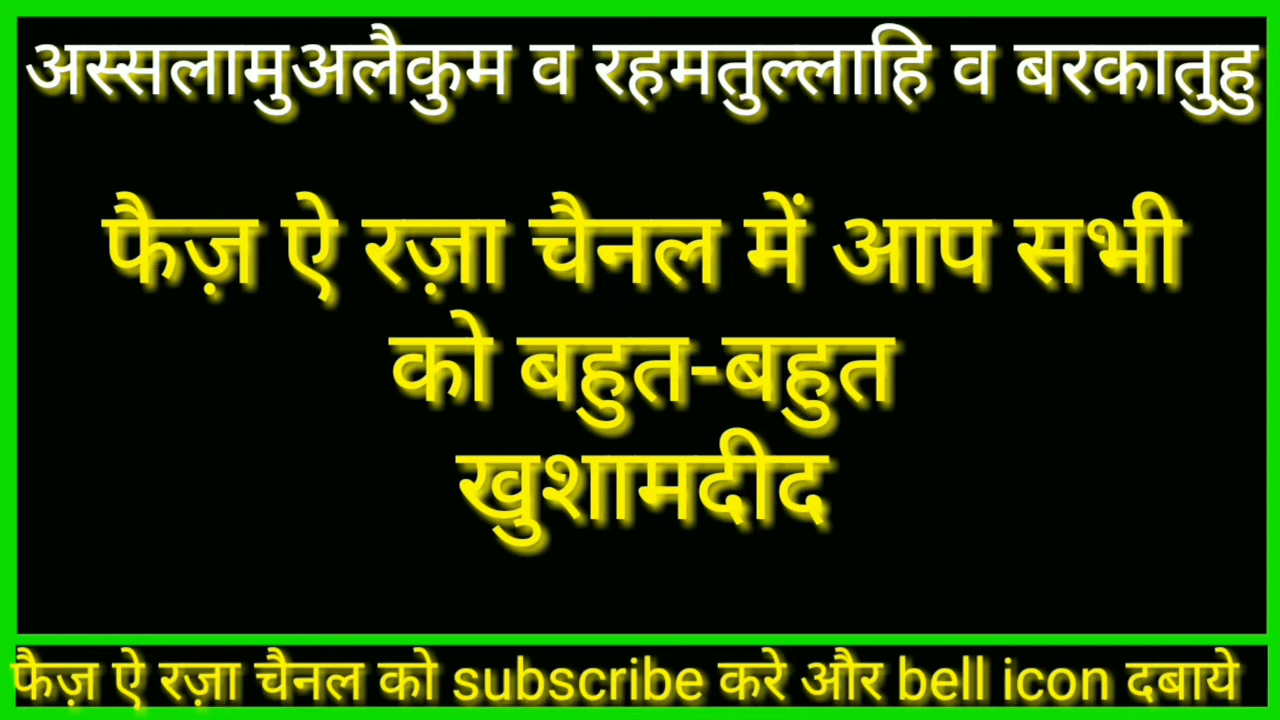 अस्सलामुअलैकुम व रहमतुल्लाहि व बरकातुहु
फैज़ ऐ रज़ा चैनल में आप सभी
को बहुत-बहुत
खुशामदीद
फैज़ ऐ रज़ा चैनल को subscribe करे और bell icon दबाये